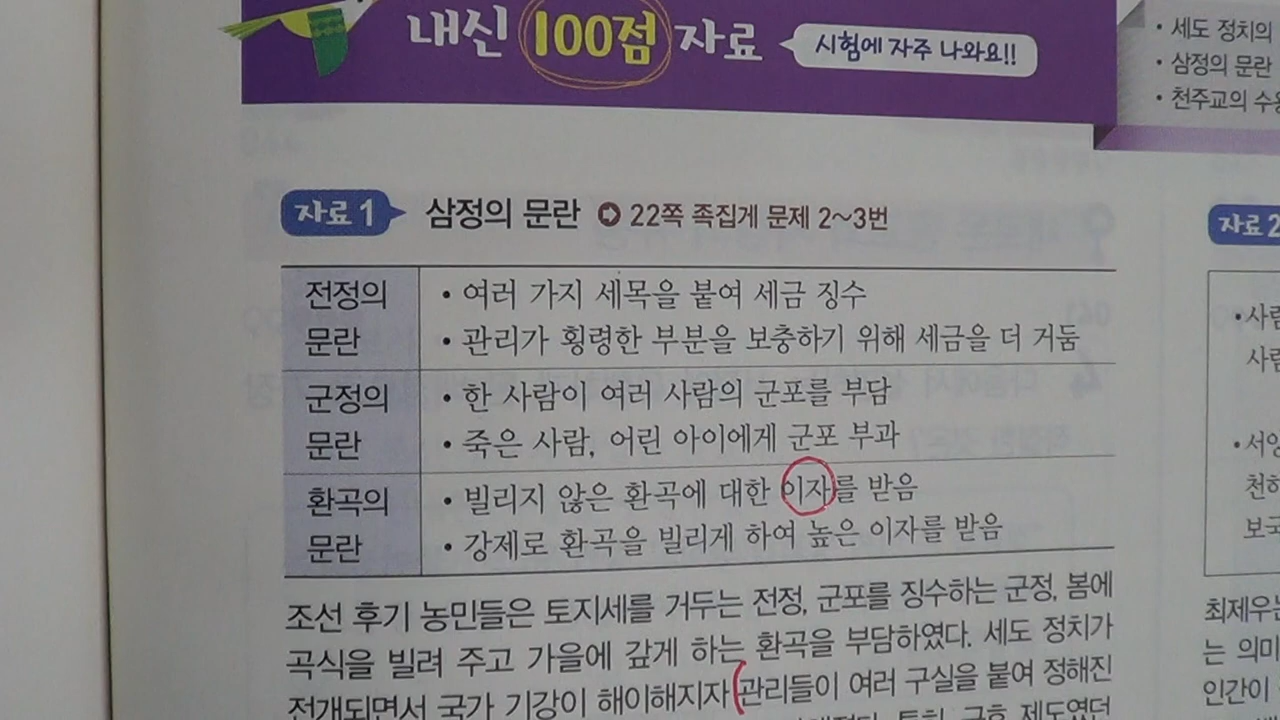 내신 100점 자료 시험에 자주 나와요!!
• 세도 정치의
• 삼정의 문란
• 천주교의
자료 1 삼정의 문란 ➲ 22쪽 족집게 문제 2~3번
전정의 문란
• 여러 가지 세목을 붙여 세금 징수
• 관리가 횡령한 부분을 보충하기 위해 세금을 더 거둠
군정의 문란
• 한 사람이 여러 사람의 군포를 부담
• 죽은 사람, 어린 아이에게 군포 부과
환곡의 문란
• 빌리지 않은 환곡에 대한 이자를 받음
• 강제로 환곡을 빌리게 하여 높은 이자를 받음
조선 후기 농민들은 토지세를 거두는 전정, 군포를 징수하는 군정, 봄에
곡식을 빌려 주고 가을에 갚게 하는 환곡을 부담하였다. 세도 정치가
전개되면서 국가 기강이 해이해지자 관리들이 여러 구실을 붙여 정해진
특히 군호 제도였던
자료 2
• 사람
사람
• 서양
천하
보국
최제우는
는 의미
인간이